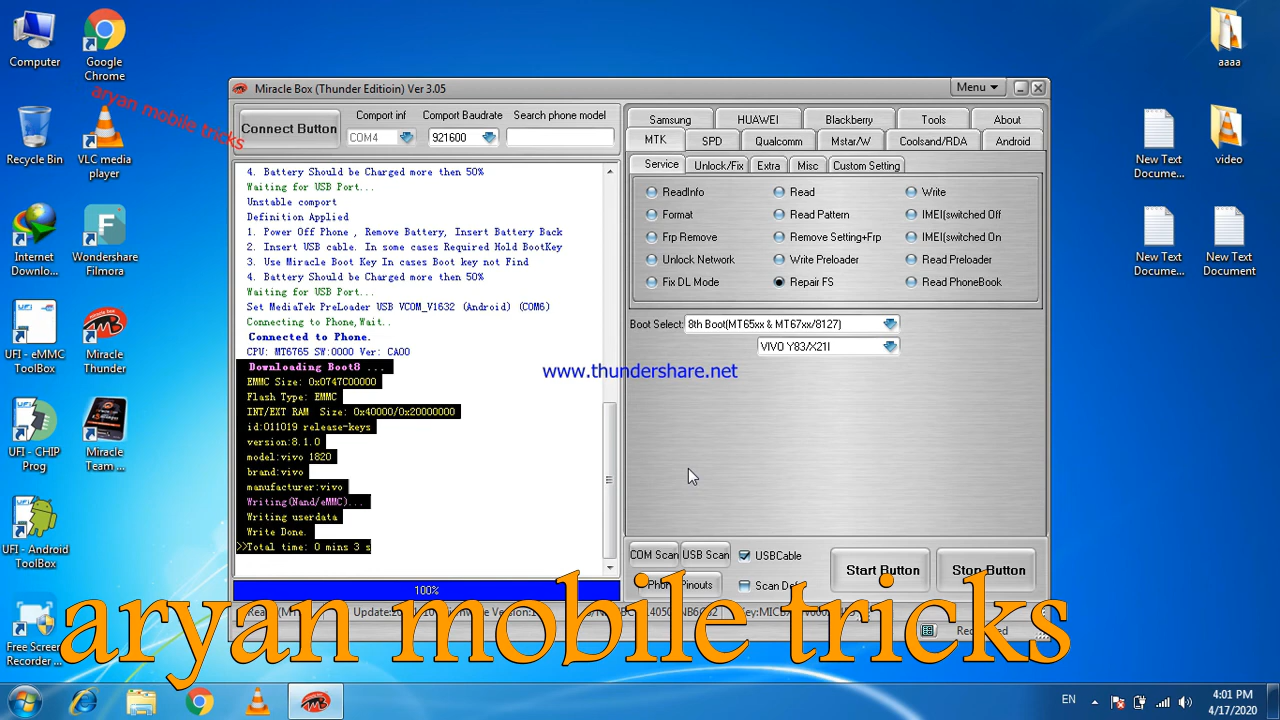 Computer
Google
Chrome
aryan mobile tricks
Recycle Bin
VLC media
player
Internet
Downlo...
Wondershare
Filmora
UFI - eMMC
ToolBox
Miracle
Thunder
UFI - CHIP
Prog
Miracle
Team ...
UFI - Android
ToolBox
Free Screen
Recorder ...
aaaa
New Text
Docume...
video
New Text
Docume...
New Text
Document
Miracle Box (Thunder Editioin) Ver 3.05
Menu
Connect Button
Comport inf
Comport Baudrate
Search phone model
COM4
921600
4. Battery Should be Charged more then 50%
Waiting for USB Port...
Unstable comport
Definition Applied
1. Power Off Phone , Remove Battery, Insert Battery Back
2. Insert USB cable. In some cases Required Hold BootKey
3. Use Miracle Boot Key In cases Boot key not Find
4. Battery Should be Charged more then 50%
Waiting for USB Port...
Set MediaTek PreLoader USB VCOM_V1632 (Android) (COM6)
Connecting to Phone,Wait..
Connected to Phone.
CPU: MT6765 SW:0000 Ver: CA00
Downloading Boot8 ...
EMMC Size: 0x0747C00000
Flash Type: EMMC
INT/EXT RAM Size: 0x40000/0x20000000
id:011019 release-keys
version:8.1.0
model:vivo 1820
brand:vivo
manufacturer:vivo
Writing(Nand/eMMC)...
Writing userdata
Write Done.
>>Total time: 0 mins 3 s
100%
Samsung HUAWEI Blackberry Tools About
MTK SPD Qualcomm Mstar/W Coolsand/RDA Android
Service Unlock/Fix Extra Misc Custom Setting
ReadInfo Read Write
Format Read Pattern IMEI(switched Off
Frp Remove Remove Setting+Frp IMEI(switched On
Unlock Network Write Preloader Read Preloader
Fix DL Mode Repair FS Read PhoneBook
Boot Select: 8th Boot(MT65xx & MT67xx/8127)
VIVO Y83/X21I
www.thundershare.net
COM Scan USB Scan USBCable
Start Button
Stop Button
Pinouts
aryan mobile tricks
EN
4:01 PM
4/17/2020